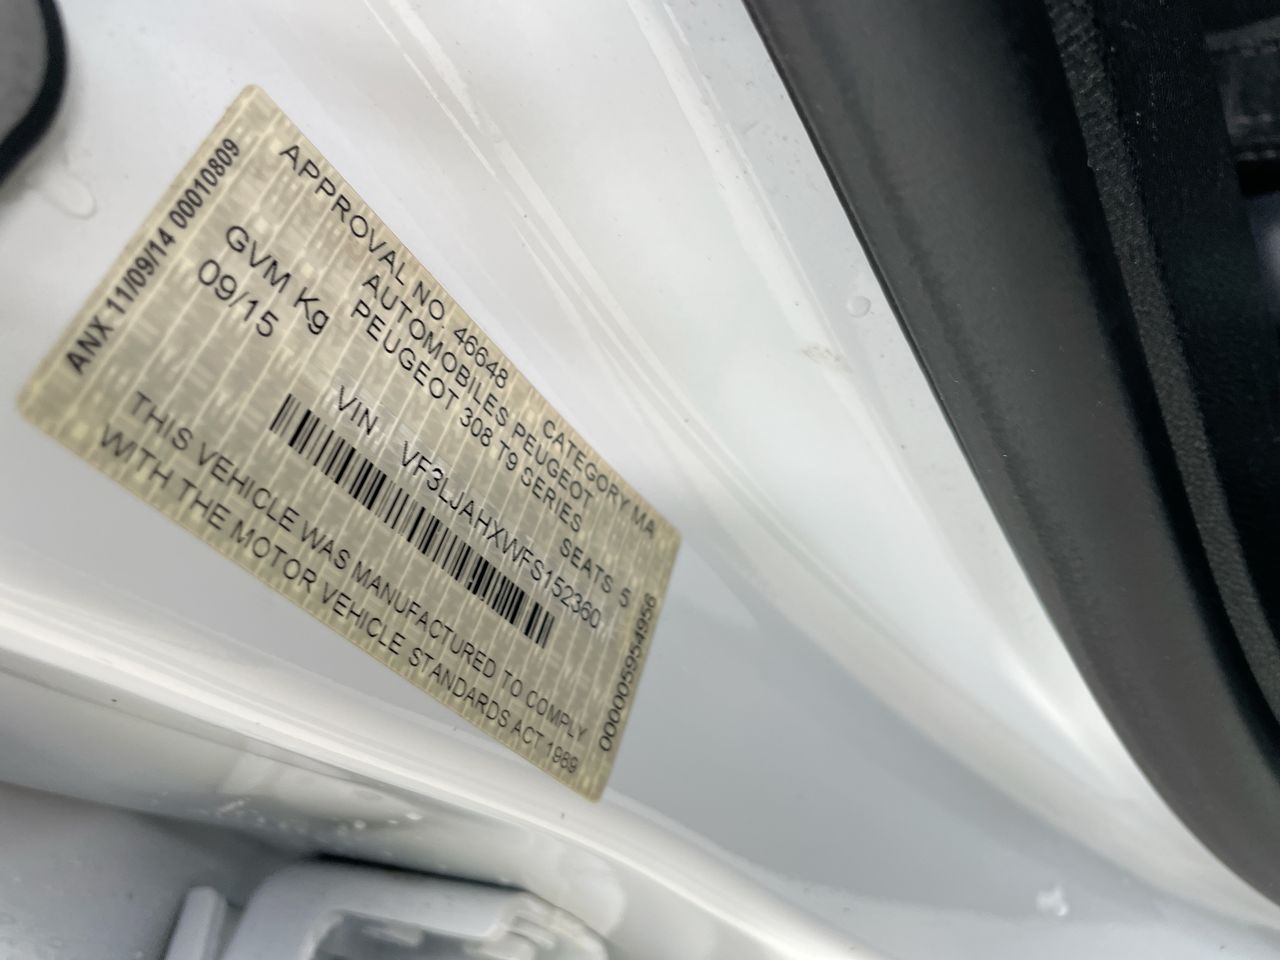 ANX 11/09/14 00010809
APPROVAL NO. 46648 CATEGORY MA
AUTOMOBILES PEUGEOT
PEUGEOT 308 T9 SERIES
GVM Kg SEATS 5
09/15
VIN VF3LJAHXWFS152360
THIS VEHICLE WAS MANUFACTURED TO COMPLY
WITH THE MOTOR VEHICLE STANDARDS ACT 1989
000005954956